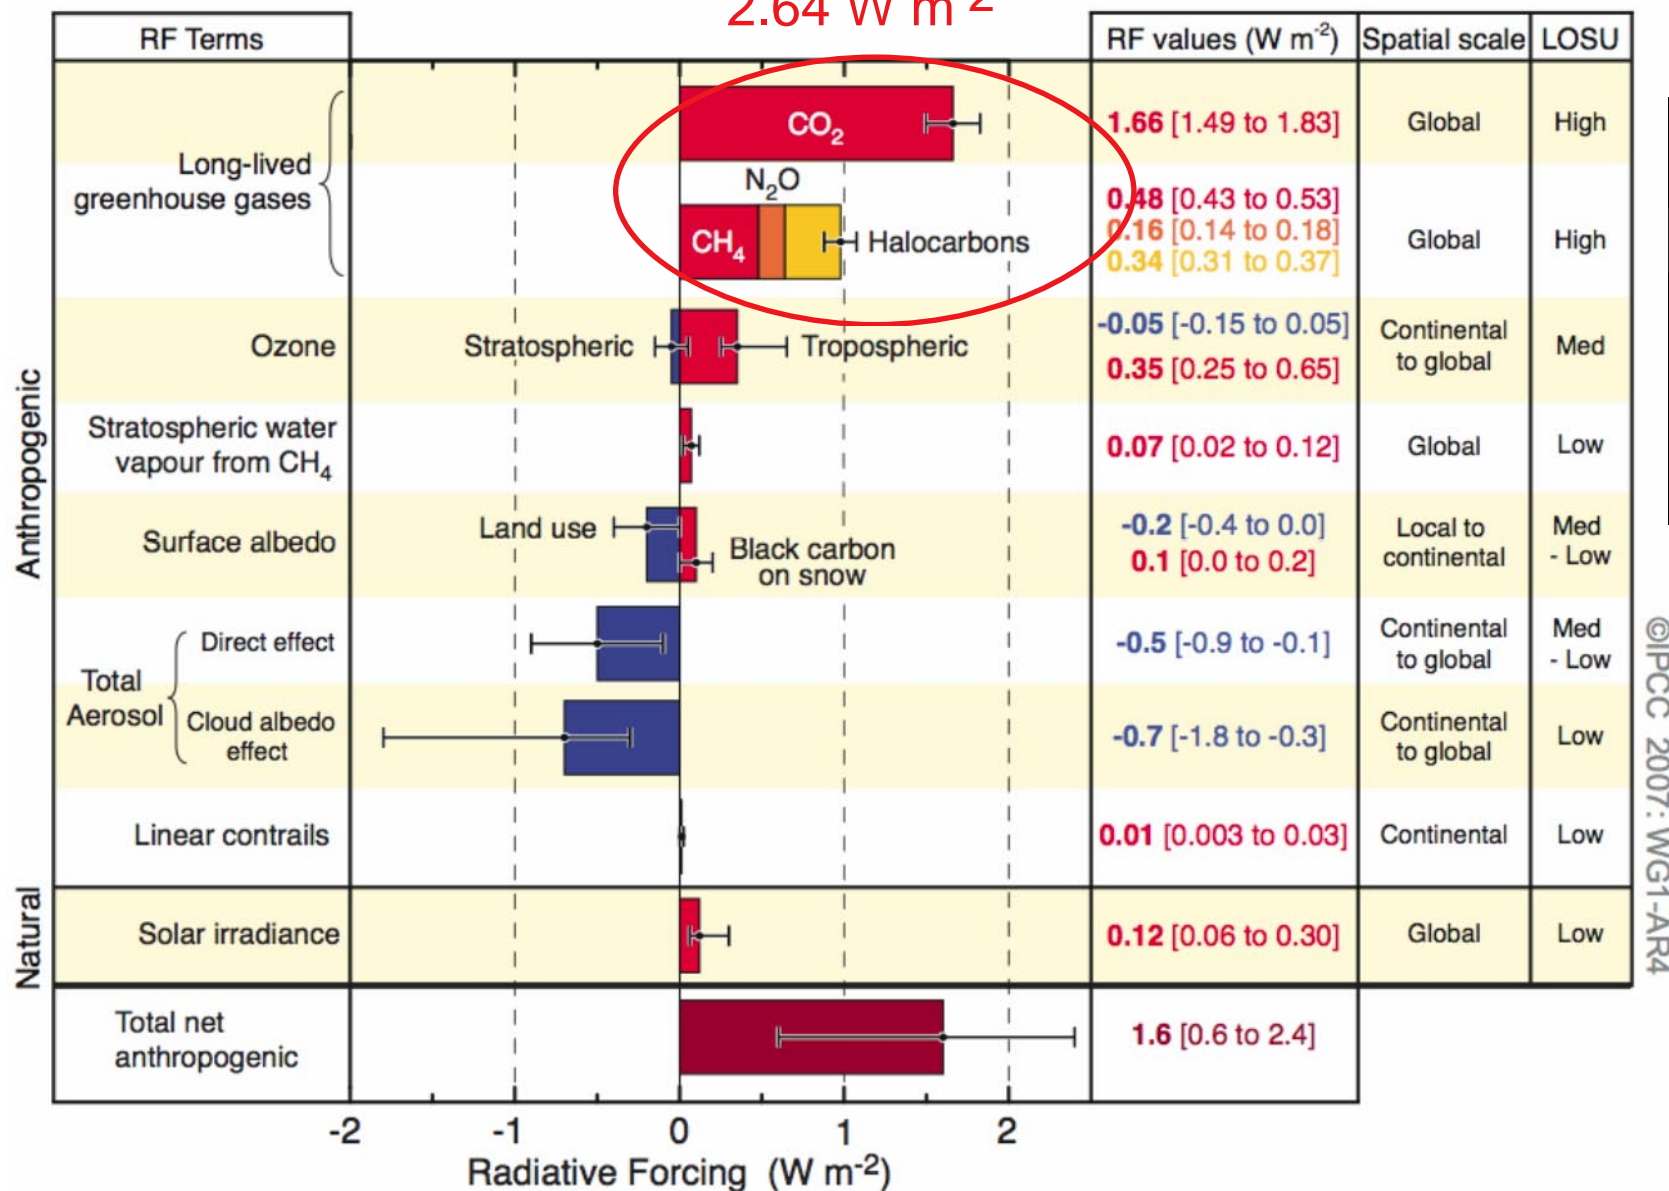 2.64 W m-2
RF Terms
RF values (W m-2)
Spatial scale
LOSU
Anthropogenic
Long-lived
greenhouse gases
CO2
1.66 [1.49 to 1.83]
Global
High
N2O
CH4
Halocarbons
0.48 [0.43 to 0.53]
0.16 [0.14 to 0.18]
0.34 [0.31 to 0.37]
Global
High
Ozone
Stratospheric
Tropospheric
-0.05 [-0.15 to 0.05]
0.35 [0.25 to 0.65]
Continental
to global
Med
Stratospheric water
vapour from CH4
0.07 [0.02 to 0.12]
Global
Low
Surface albedo
Land use
Black carbon
on snow
-0.2 [-0.4 to 0.0]
0.1 [0.0 to 0.2]
Local to
continental
Med
- Low
Total
Aerosol
Direct effect
-0.5 [-0.9 to -0.1]
Continental
to global
Med
- Low
Cloud albedo
effect
-0.7 [-1.8 to -0.3]
Continental
to global
Low
Linear contrails
0.01 [0.003 to 0.03]
Continental
Low
Natural
Solar irradiance
0.12 [0.06 to 0.30]
Global
Low
Total net
anthropogenic
1.6 [0.6 to 2.4]
-2 -1 0 1 2
Radiative Forcing (W m-2)
©IPCC 2007: WG1-AR4